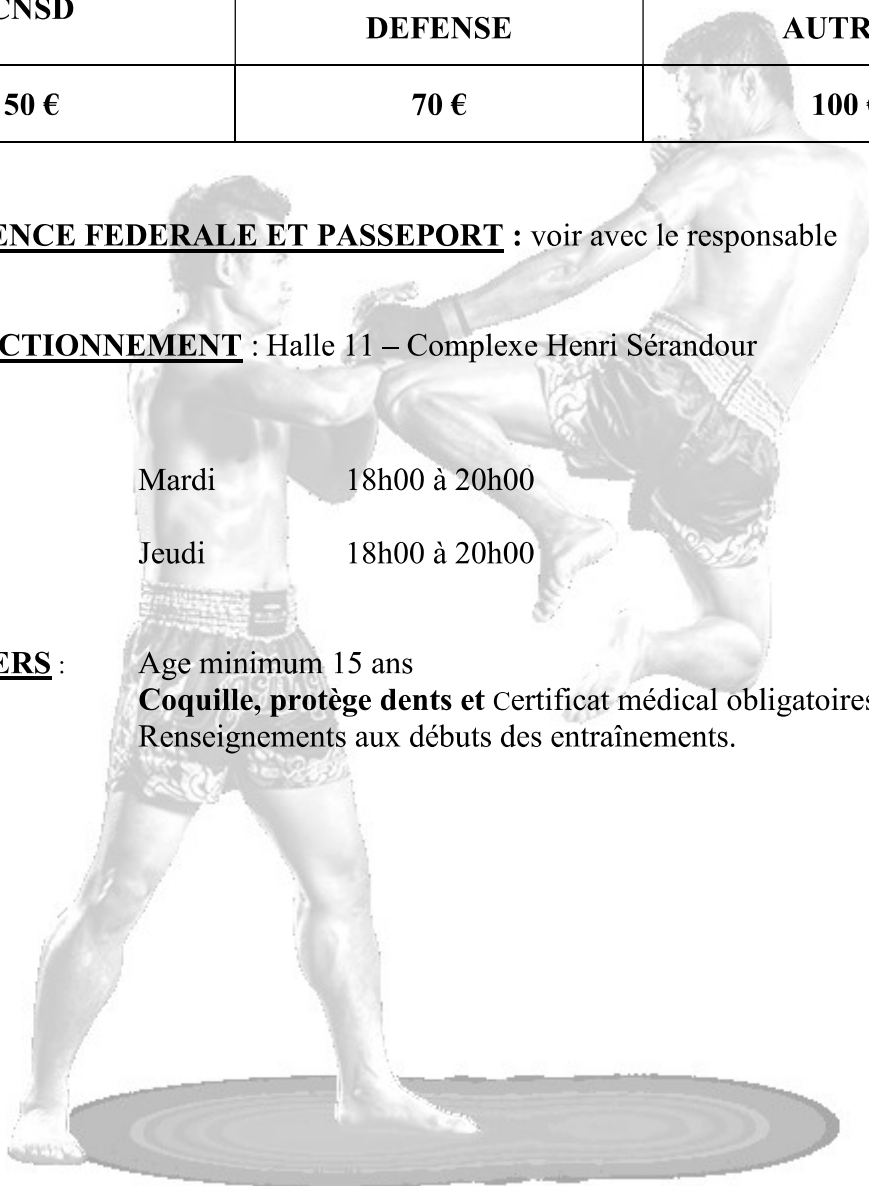 CNSD DEFENSE AUTR
50 € 70 € 100 €
ENCE FEDERALE ET PASSEPORT : voir avec le responsable
CTIONNEMENT : Halle 11 – Complexe Henri Sérandour
Mardi 18h00 à 20h00
Jeudi 18h00 à 20h00
ERS : Age minimum 15 ans
Coquille, protège dents et Certificat médical obligatoires
Renseignements aux débuts des entraînements.